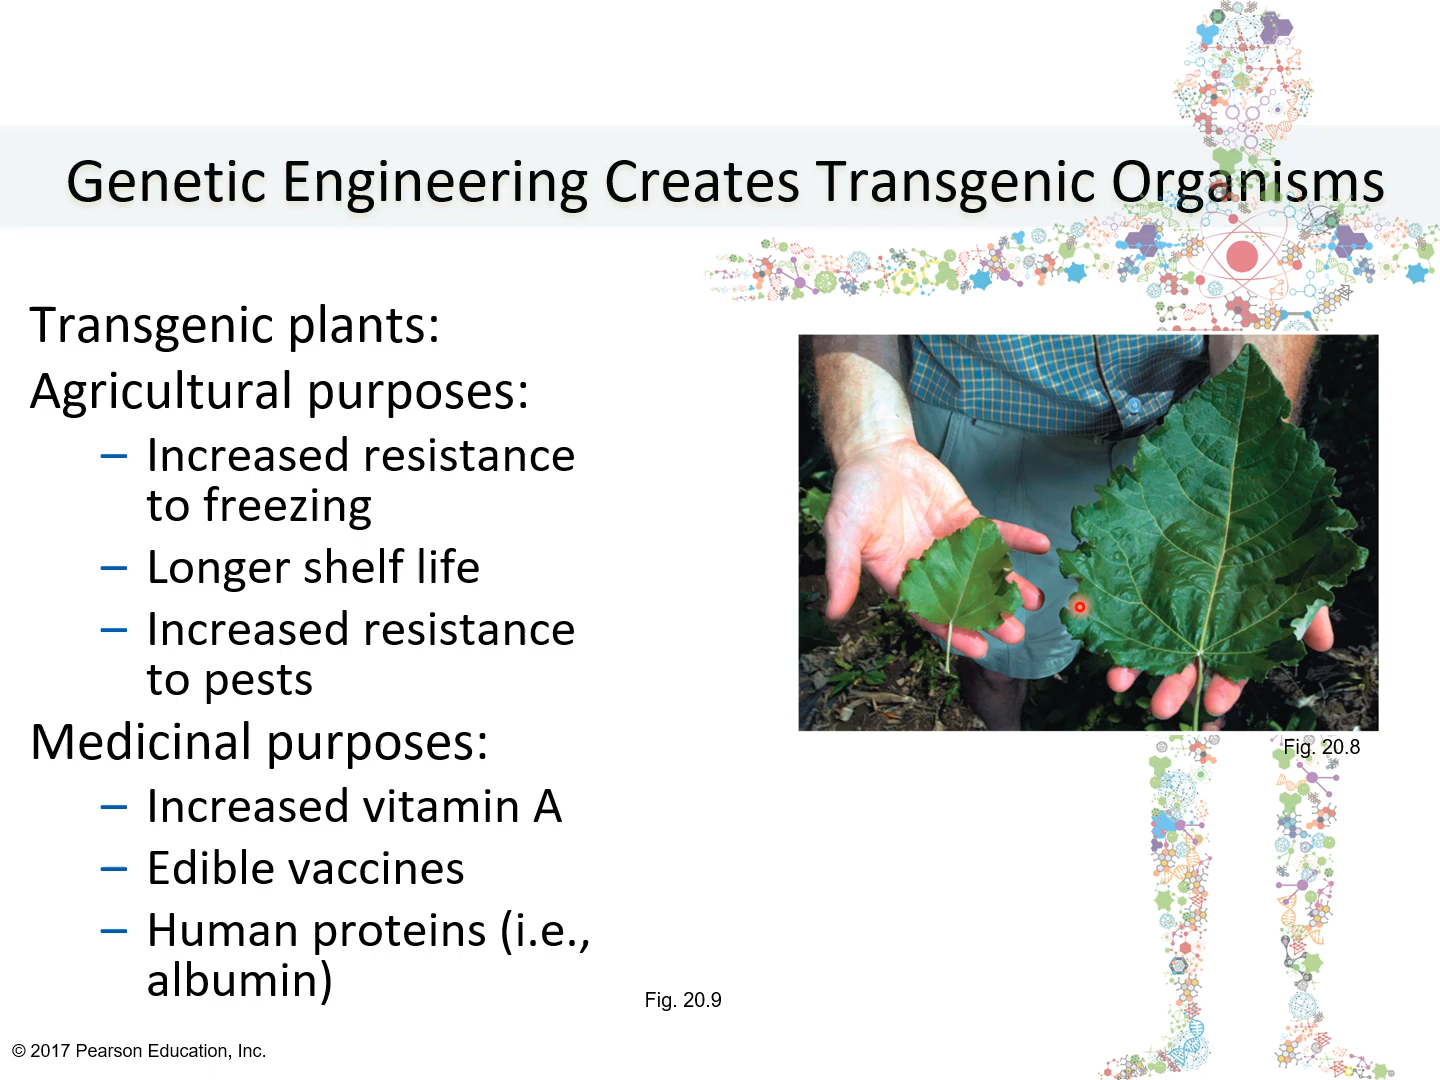 Genetic Engineering Creates Transgenic Organisms
Transgenic plants:
Agricultural purposes:
– Increased resistance
to freezing
– Longer shelf life
– Increased resistance
to pests
Medicinal purposes:
– Increased vitamin A
– Edible vaccines
– Human proteins (i.e.,
albumin)
Fig. 20.8
Fig. 20.9
© 2017 Pearson Education, Inc.